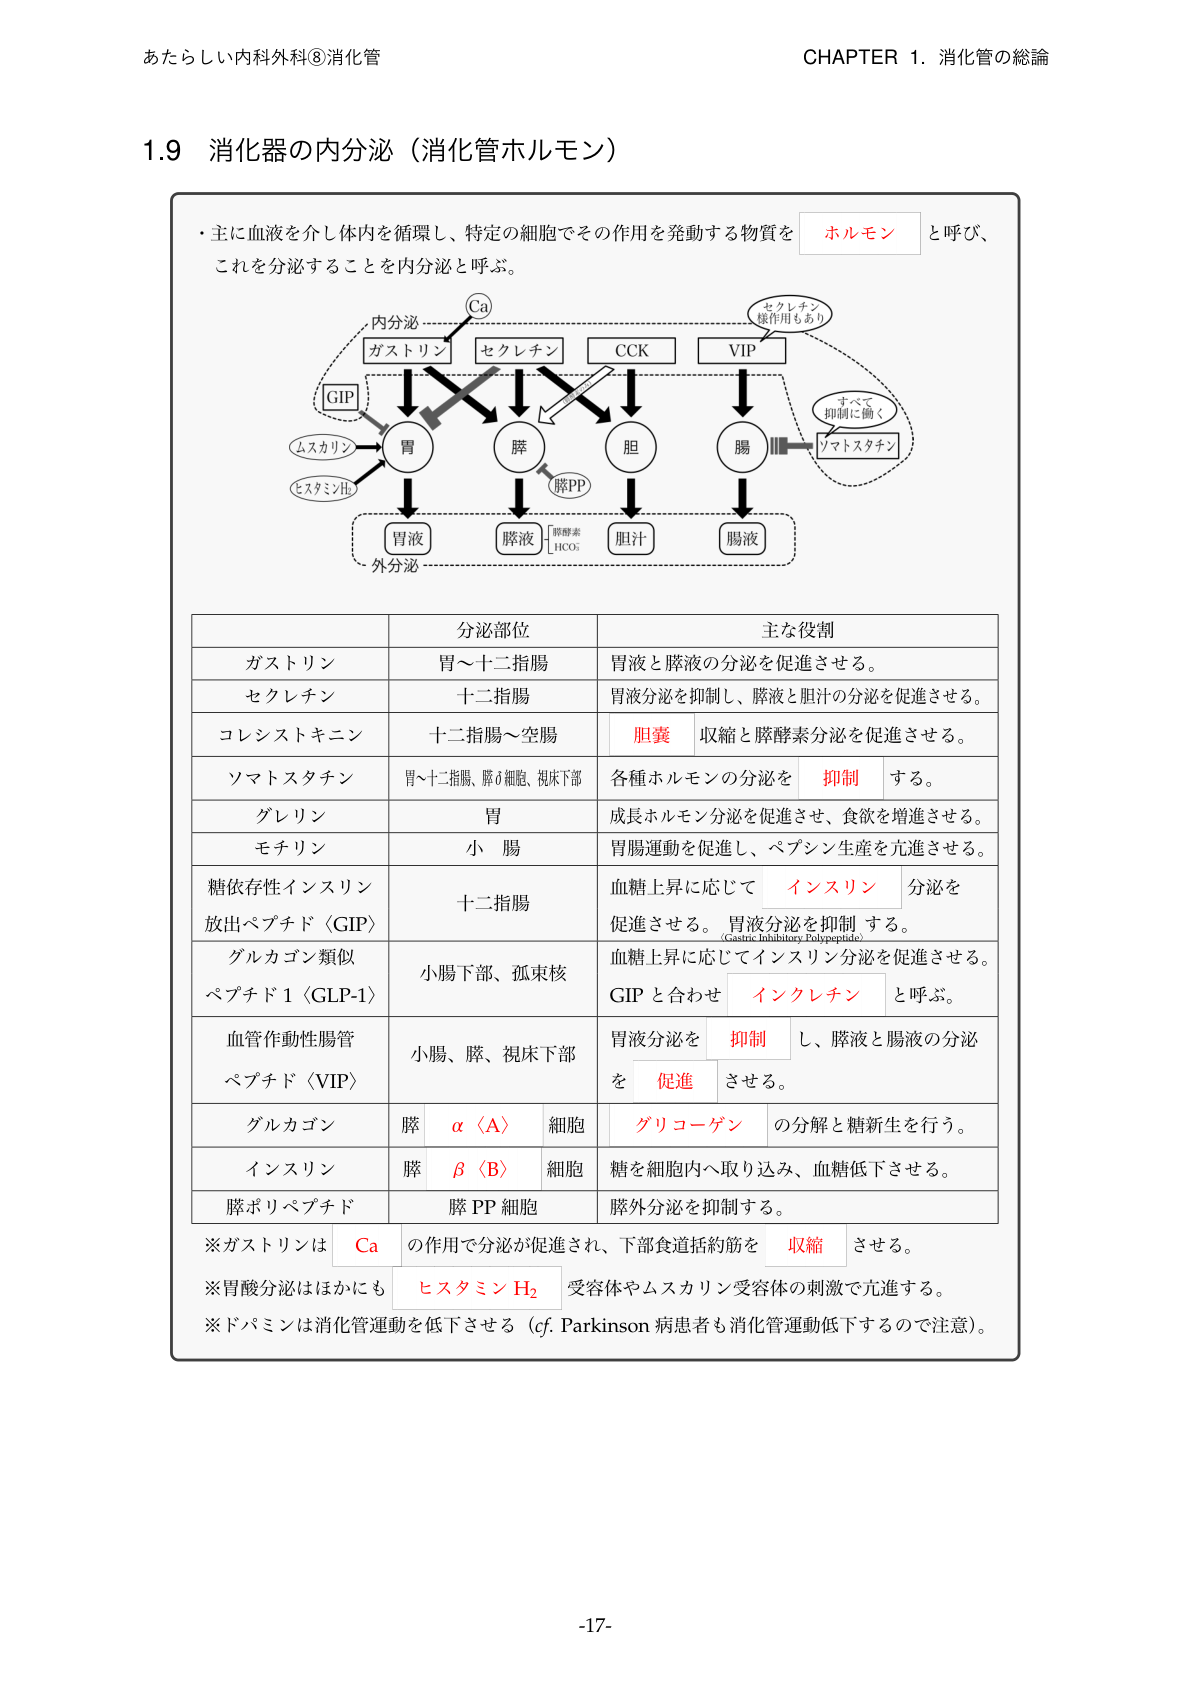 あたらしい内科外科⑧消化管
CHAPTER 1. 消化管の総論
1.9 消化器の内分泌（消化管ホルモン）
・主に血液を介し体内を循環し、特定の細胞でその作用を発動する物質を ホルモン と呼び、
これを分泌することを内分泌と呼ぶ。
Ca
セクレチン
様作用もあり
内分泌
ガストリン セクレチン CCK VIP
GIP
すべて
抑制に働く
ムスカリン 胃 膵 胆 腸 ソマトスタチン
ヒスタミンH₂ 膵PP
胃液 膵液 膵酵素 HCO₃⁻ 胆汁 腸液
外分泌
分泌部位 主な役割
ガストリン 胃〜十二指腸 胃液と膵液の分泌を促進させる。
セクレチン 十二指腸 胃液分泌を抑制し、膵液と胆汁の分泌を促進させる。
コレシストキニン 十二指腸〜空腸 胆嚢 収縮と膵酵素分泌を促進させる。
ソマトスタチン 胃〜十二指腸、膵δ細胞、視床下部 各種ホルモンの分泌を 抑制 する。
グレリン 胃 成長ホルモン分泌を促進させ、食欲を増進させる。
モチリン 小 腸 胃腸運動を促進し、ペプシン生産を亢進させる。
糖依存性インスリン
放出ペプチド〈GIP〉
十二指腸
血糖上昇に応じて インスリン 分泌を
促進させる。胃液分泌を抑制 する。
〈Gastric Inhibitory Polypeptide〉
グルカゴン類似
ペプチド 1〈GLP-1〉
小腸下部、孤束核
血糖上昇に応じてインスリン分泌を促進させる。
GIP と合わせ インクレチン と呼ぶ。
血管作動性腸管
ペプチド〈VIP〉
小腸、膵、視床下部
胃液分泌を 抑制 し、膵液と腸液の分泌
を 促進 させる。
グルカゴン 膵 α〈A〉 細胞 グリコーゲン の分解と糖新生を行う。
インスリン 膵 β〈B〉 細胞 糖を細胞内へ取り込み、血糖低下させる。
膵ポリペプチド 膵 PP 細胞 膵外分泌を抑制する。
※ガストリンは Ca の作用で分泌が促進され、下部食道括約筋を 収縮 させる。
※胃酸分泌はほかにも ヒスタミン H₂ 受容体やムスカリン受容体の刺激で亢進する。
※ドパミンは消化管運動を低下させる（cf. Parkinson 病患者も消化管運動低下するので注意）。
-17-